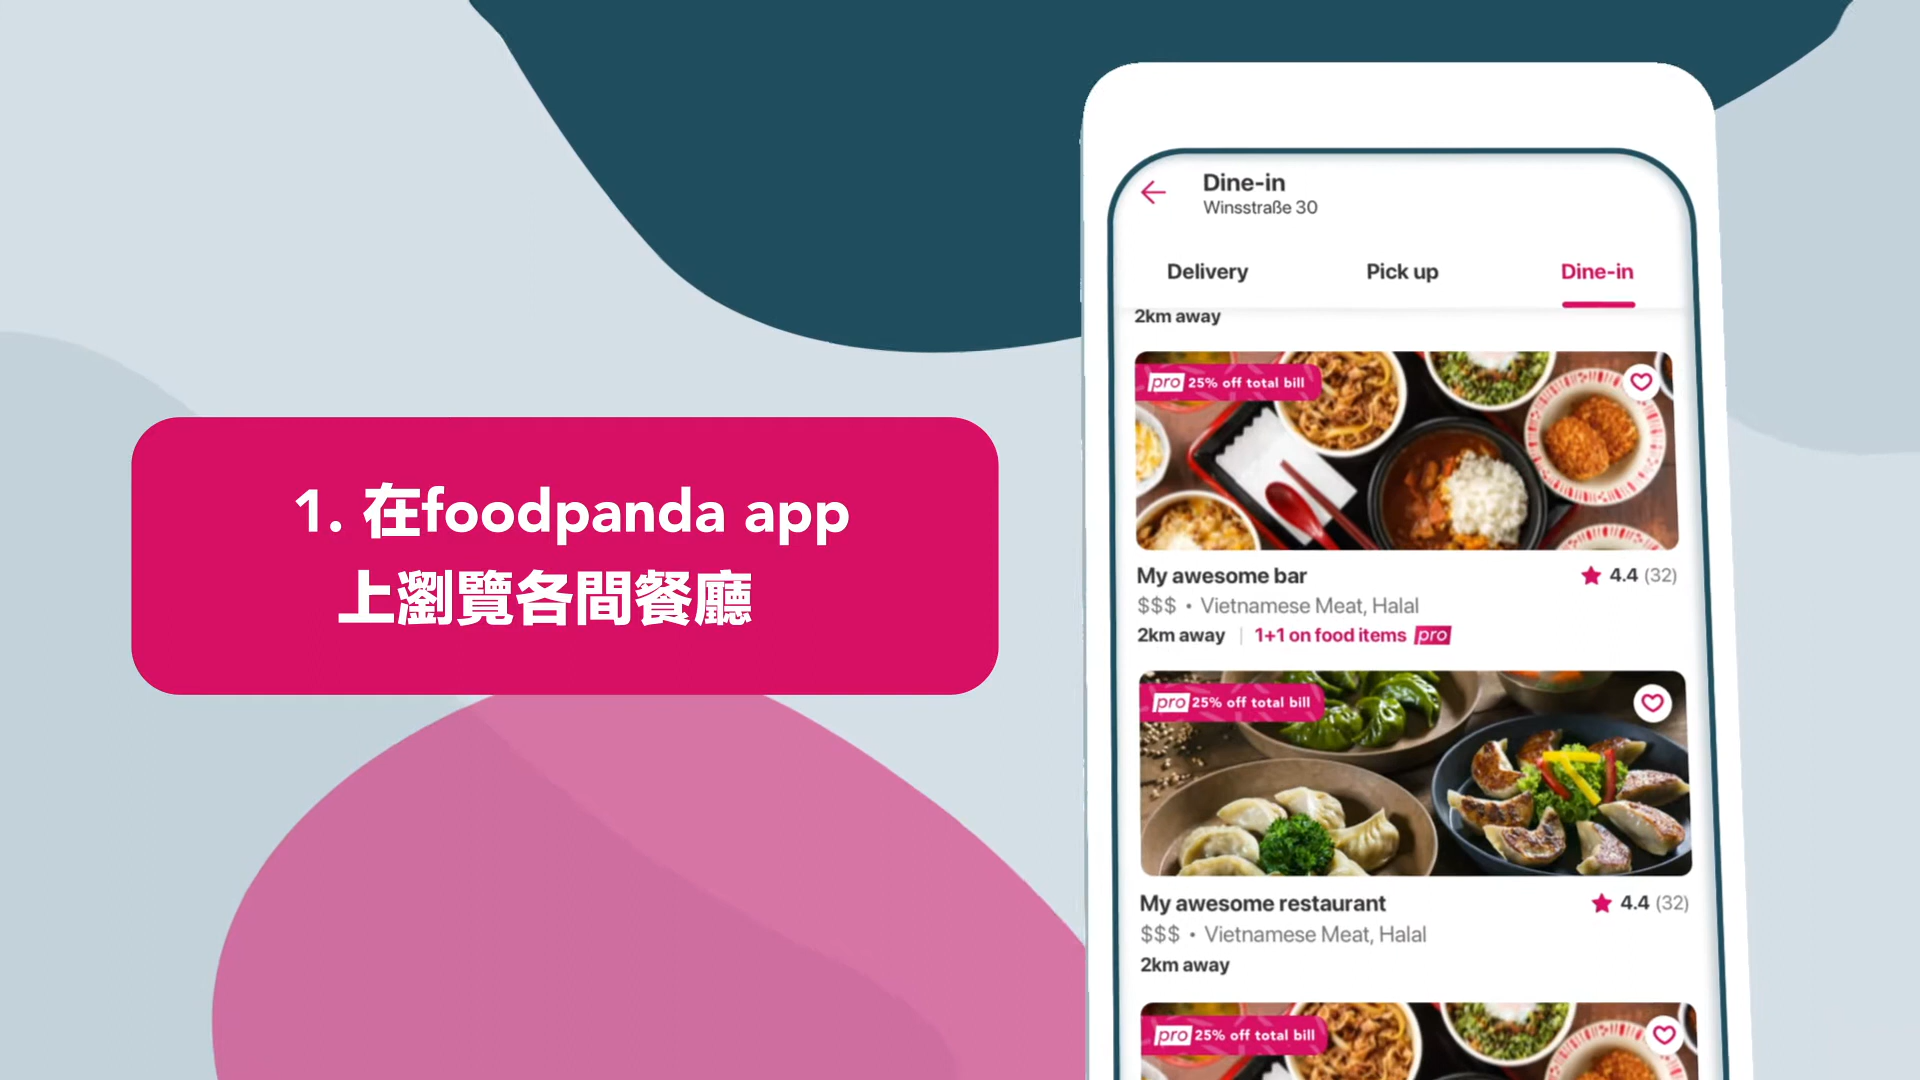 1. 在foodpanda app
上瀏覽各間餐廳
Dine-in
Winsstraße 30
Delivery
Pick up
Dine-in
2km away
pro 25% off total bill
My awesome bar
4.4 (32)
$$$ • Vietnamese Meat, Halal
2km away | 1+1 on food items pro
pro 25% off total bill
My awesome restaurant
4.4 (32)
$$$ • Vietnamese Meat, Halal
2km away
pro 25% off total bill